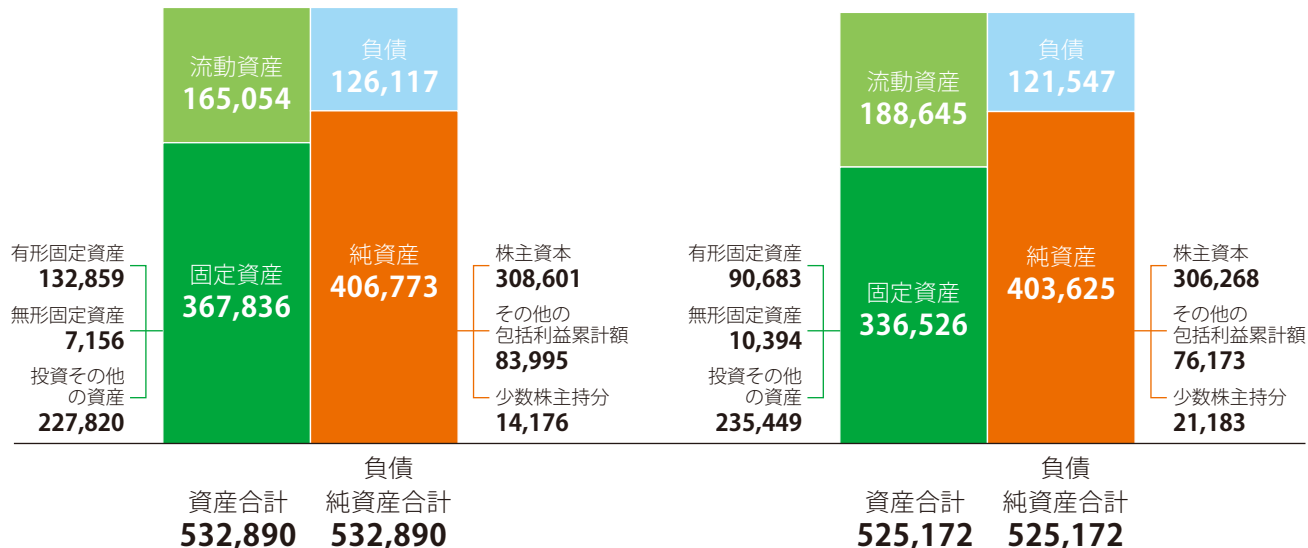 流動資産
165,054
負債
126,117
有形固定資産
132,859
無形固定資産
7,156
投資その他
の資産
227,820
固定資産
367,836
純資産
406,773
株主資本
308,601
その他の
包括利益累計額
83,995
少数株主持分
14,176
資産合計
532,890
負債
純資産合計
532,890
流動資産
188,645
負債
121,547
有形固定資産
90,683
無形固定資産
10,394
投資その他
の資産
235,449
固定資産
336,526
純資産
403,625
株主資本
306,268
その他の
包括利益累計額
76,173
少数株主持分
21,183
資産合計
525,172
負債
純資産合計
525,172